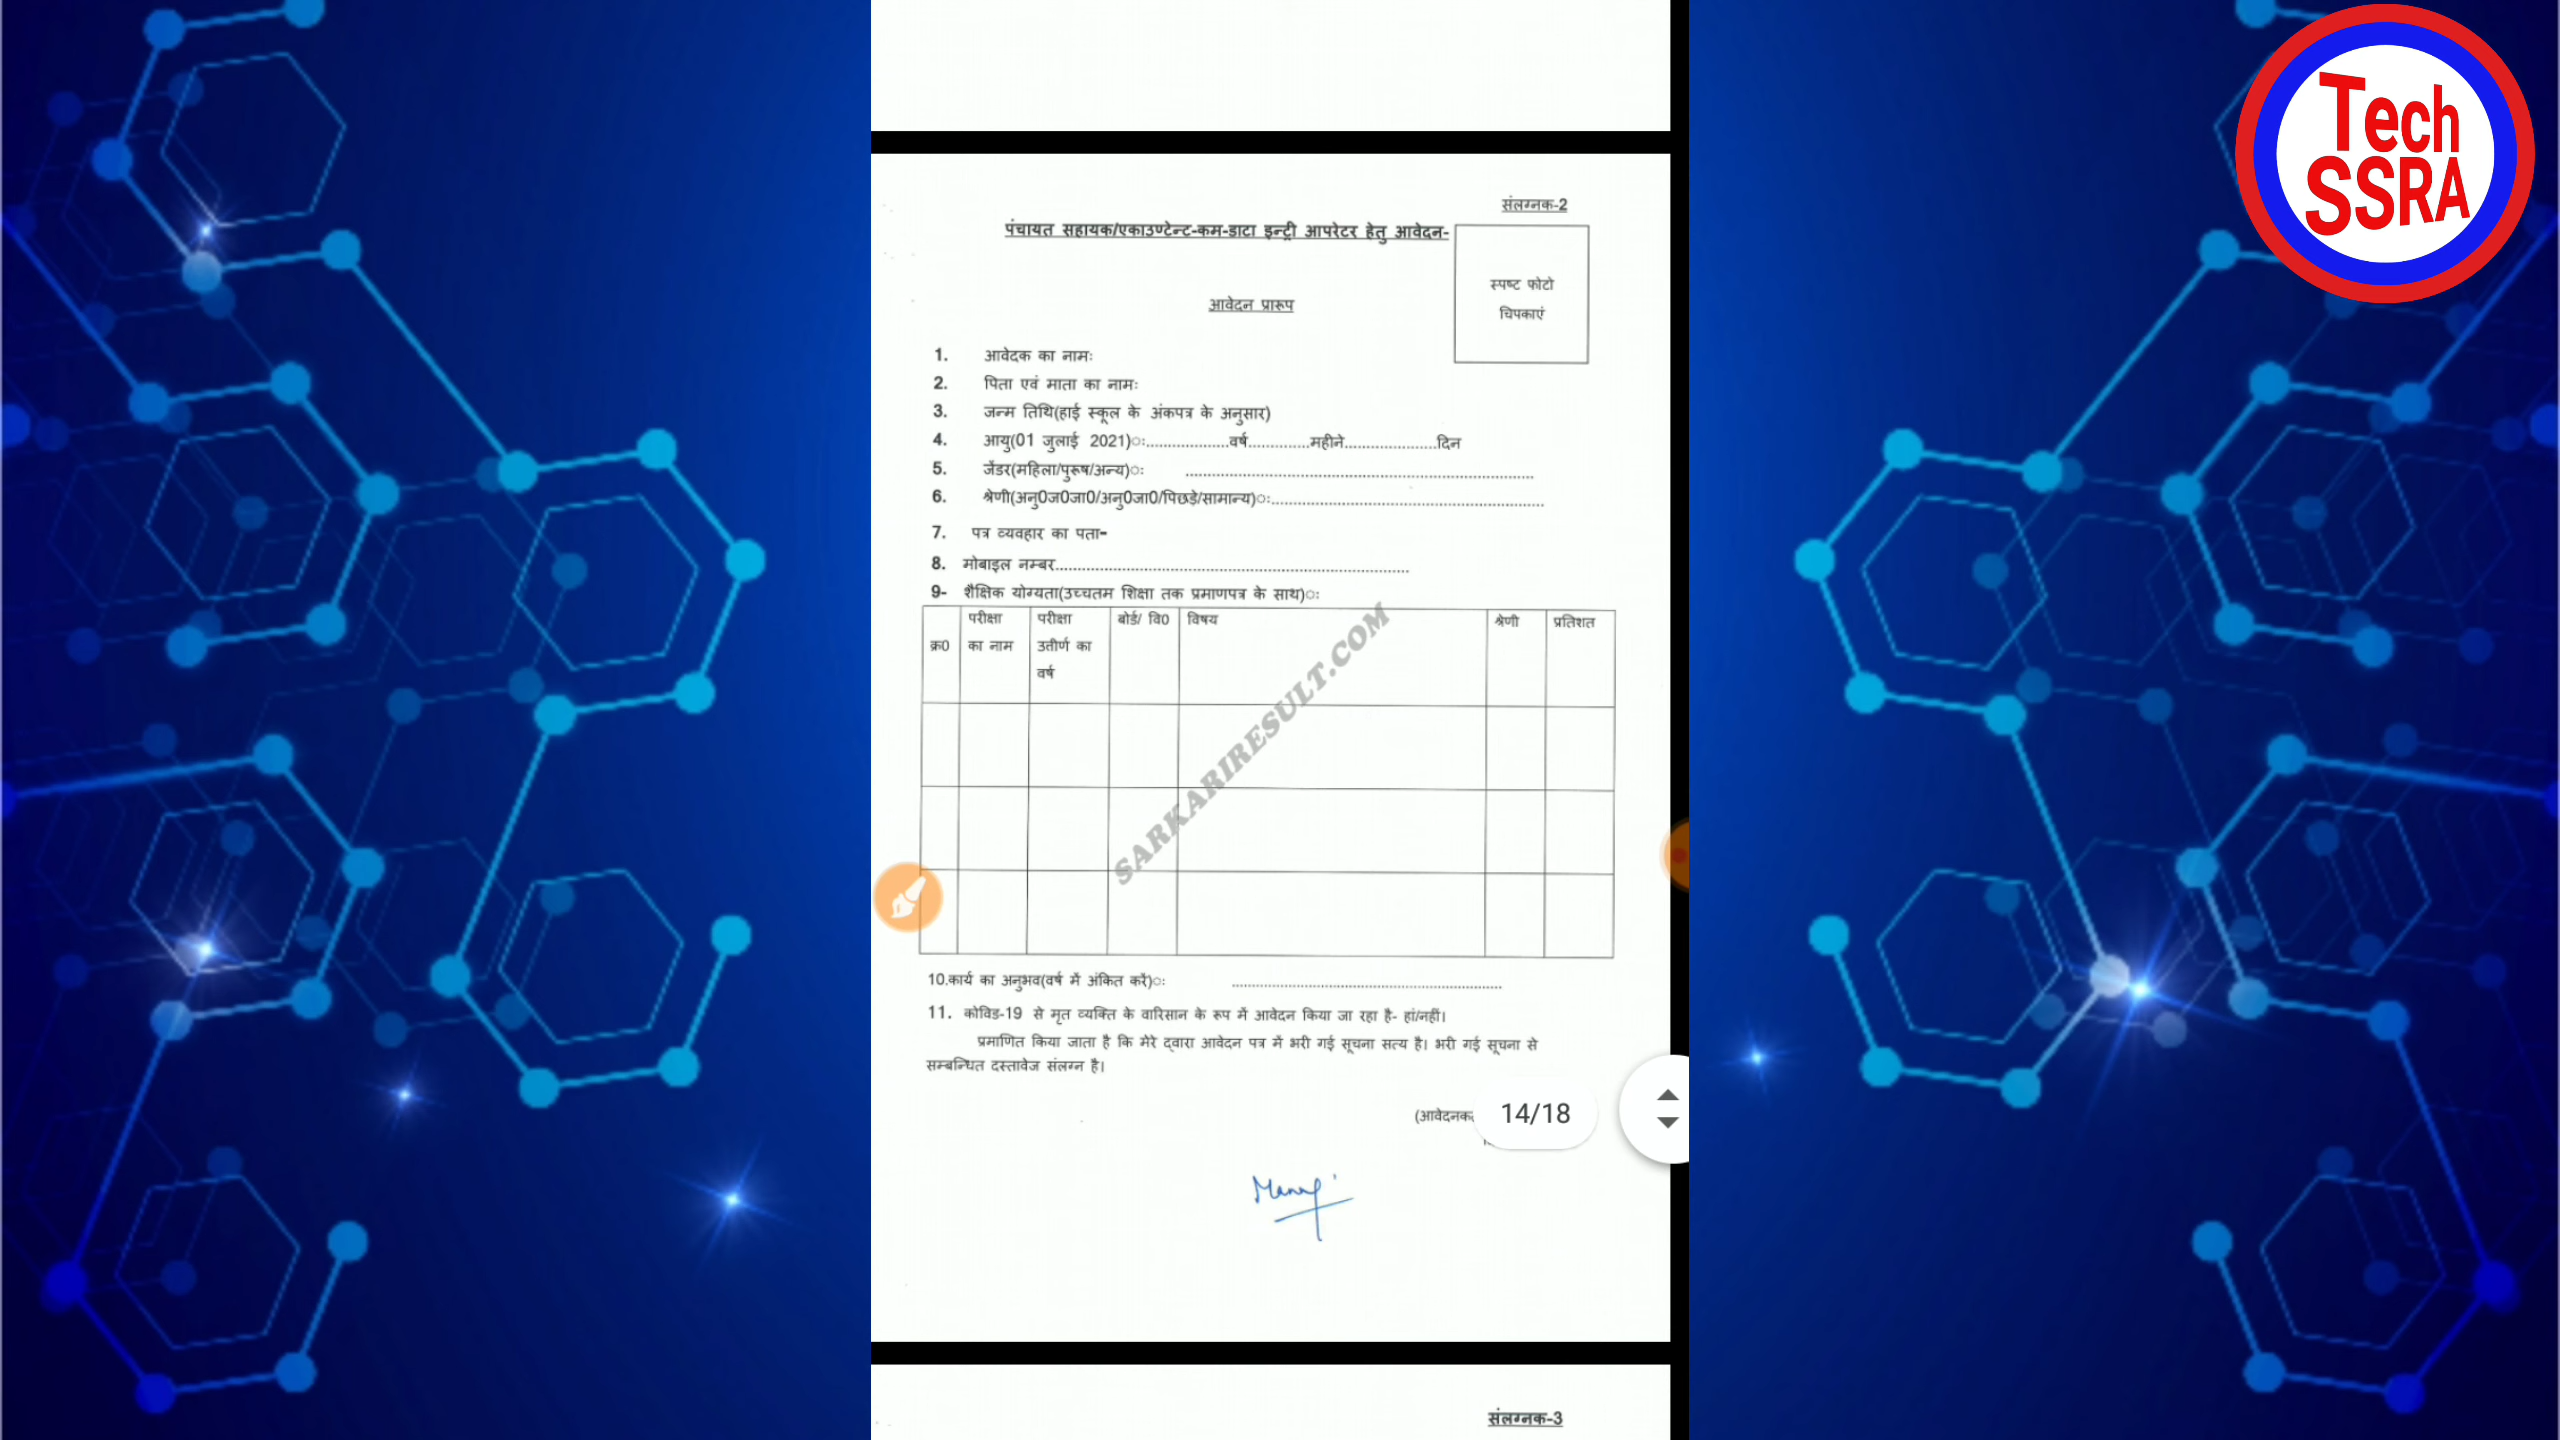 Tech
SSRA
संलग्नक-2
पंचायत सहायक/एकाउण्टेन्ट-कम-डाटा इन्ट्री आपरेटर हेतु आवेदन-
स्पष्ट फोटो
चिपकाएं
आवेदन प्रारूप
1. आवेदक का नामः
2. पिता एवं माता का नामः
3. जन्म तिथि(हाई स्कूल के अंकपत्र के अनुसार)
4. आयु(01 जुलाई 2021)ः...................वर्ष..............महीने.....................दिन
5. जेंडर(महिला/पुरूष/अन्य)ः ................................................................................
6. श्रेणी(अनु0ज0जा0/अनु0जा0/पिछड़े/सामान्य)ः...............................................................
7. पत्र व्यवहार का पता-
8. मोबाइल नम्बर.................................................................................
9- शैक्षिक योग्यता(उच्चतम शिक्षा तक प्रमाणपत्र के साथ)ः
क्र0 परीक्षा का नाम परीक्षा उतीर्ण का वर्ष बोर्ड/ वि0 विषय श्रेणी प्रतिशत
SARKARIRESULT.COM
10.कार्य का अनुभव(वर्ष में अंकित करें)ः ..............................................................
11. कोविड-19 से मृत व्यक्ति के वारिसान के रूप में आवेदन किया जा रहा है- हां/नहीं।
प्रमाणित किया जाता है कि मेरे द्वारा आवेदन पत्र में भरी गई सूचना सत्य है। भरी गई सूचना से
सम्बन्धित दस्तावेज संलग्न है।
14/18
संलग्नक-3